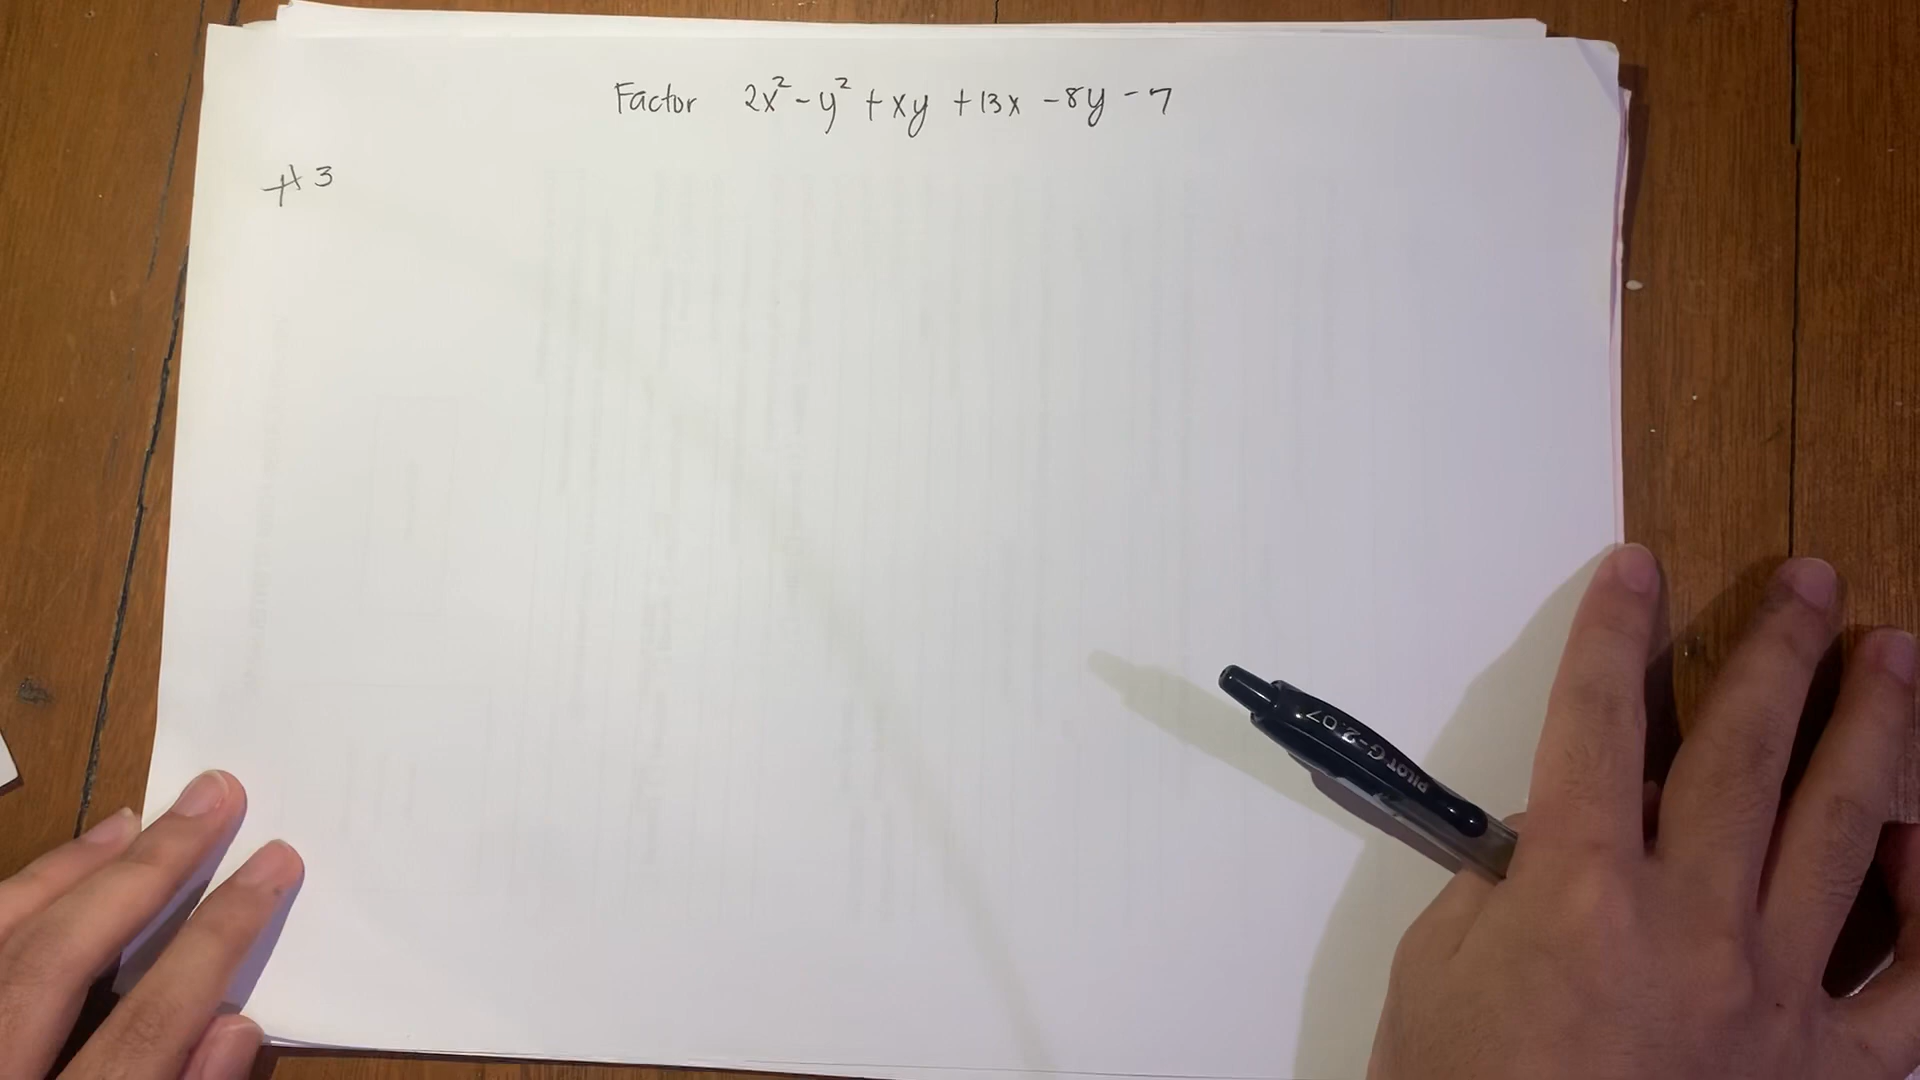 Factor 2x² - y² + xy + 13x - 8y - 7
# 3
PILOT G-2 07